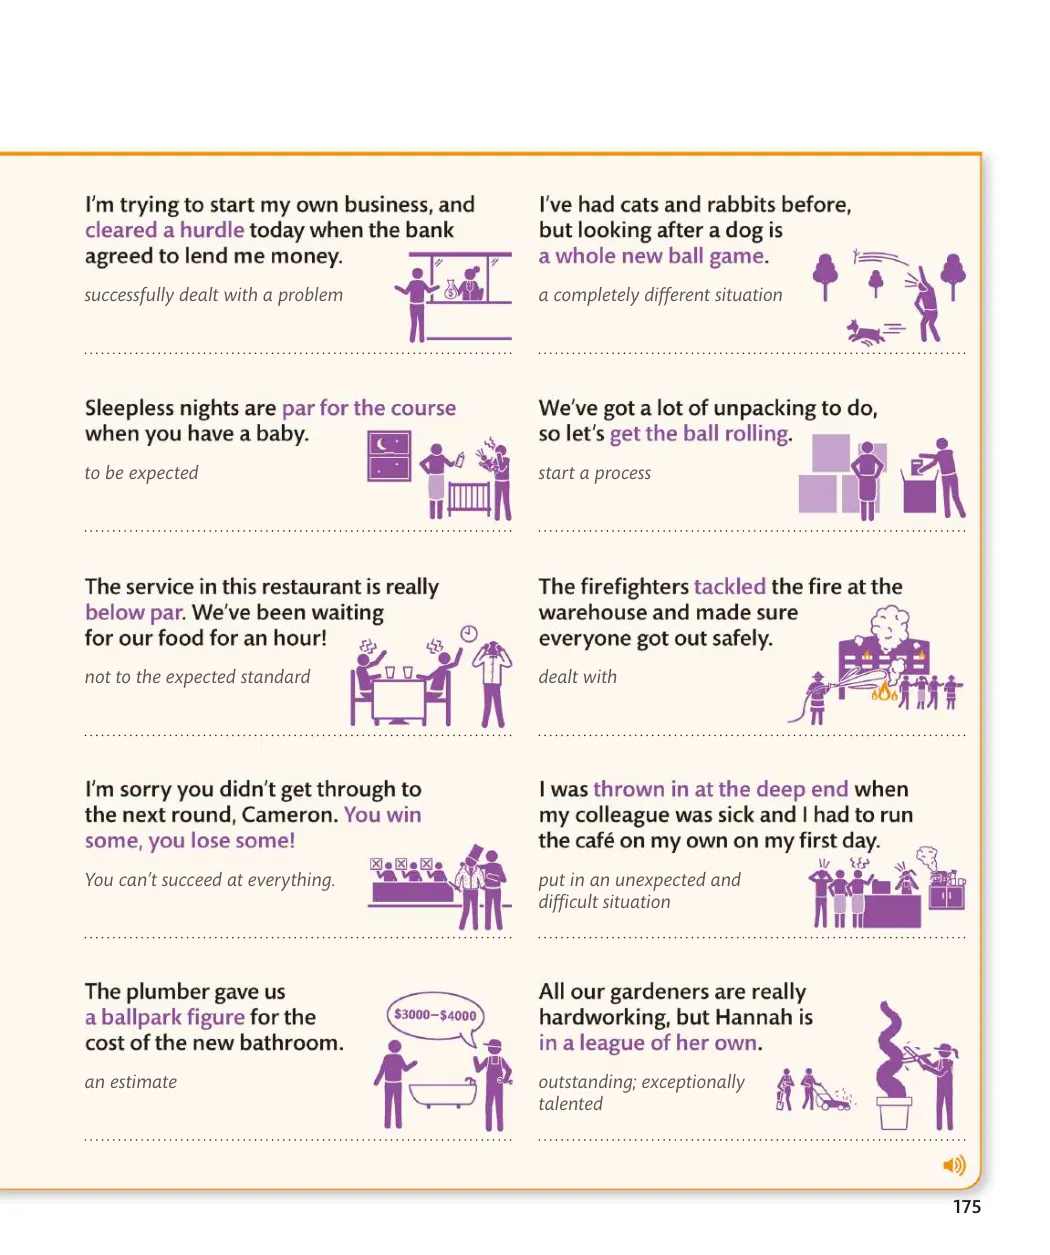 I'm trying to start my own business, and
cleared a hurdle today when the bank
agreed to lend me money.
successfully dealt with a problem
I've had cats and rabbits before,
but looking after a dog is
a whole new ball game.
a completely different situation
Sleepless nights are par for the course
when you have a baby.
to be expected
We've got a lot of unpacking to do,
so let's get the ball rolling.
start a process
The service in this restaurant is really
below par. We've been waiting
for our food for an hour!
not to the expected standard
The firefighters tackled the fire at the
warehouse and made sure
everyone got out safely.
dealt with
I'm sorry you didn't get through to
the next round, Cameron. You win
some, you lose some!
You can't succeed at everything.
I was thrown in at the deep end when
my colleague was sick and I had to run
the café on my own on my first day.
put in an unexpected and
difficult situation
The plumber gave us
a ballpark figure for the
cost of the new bathroom.
an estimate
$3000–$4000
All our gardeners are really
hardworking, but Hannah is
in a league of her own.
outstanding; exceptionally
talented
175